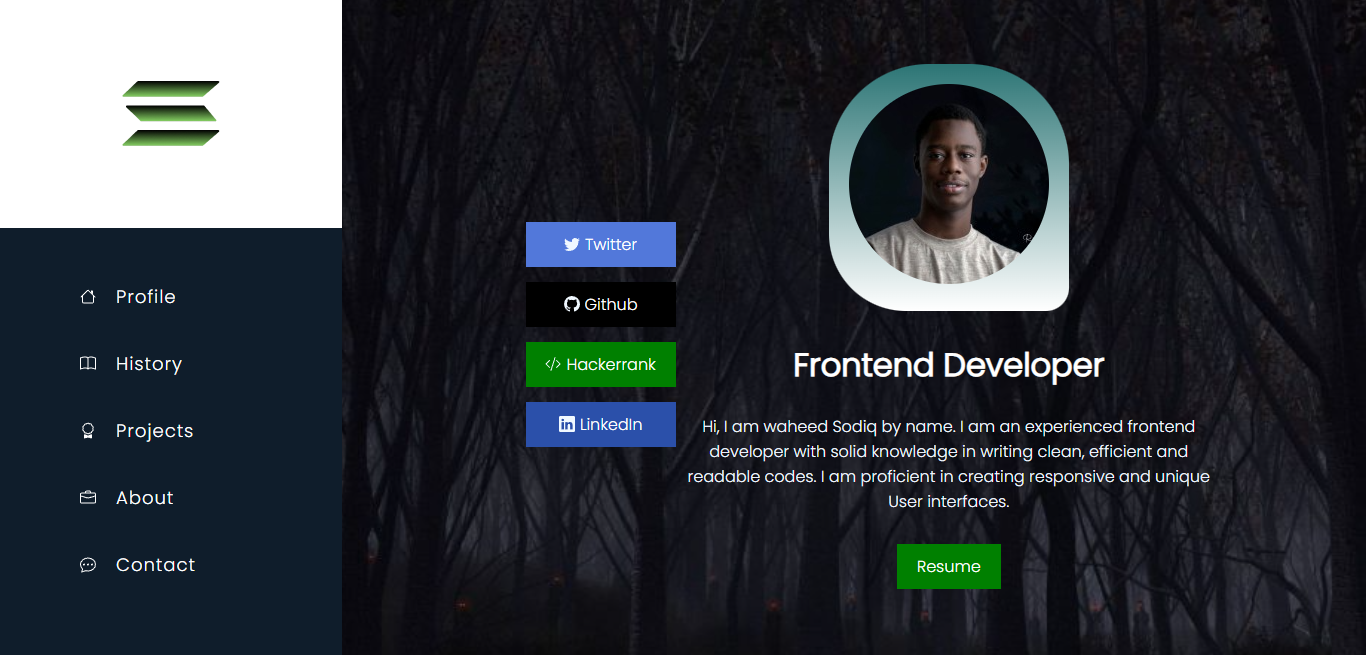 Profile
History
Projects
About
Contact
Twitter
Github
</> Hackerrank
LinkedIn
Frontend Developer
Hi, I am waheed Sodiq by name. I am an experienced frontend
developer with solid knowledge in writing clean, efficient and
readable codes. I am proficient in creating responsive and unique
User interfaces.
Resume